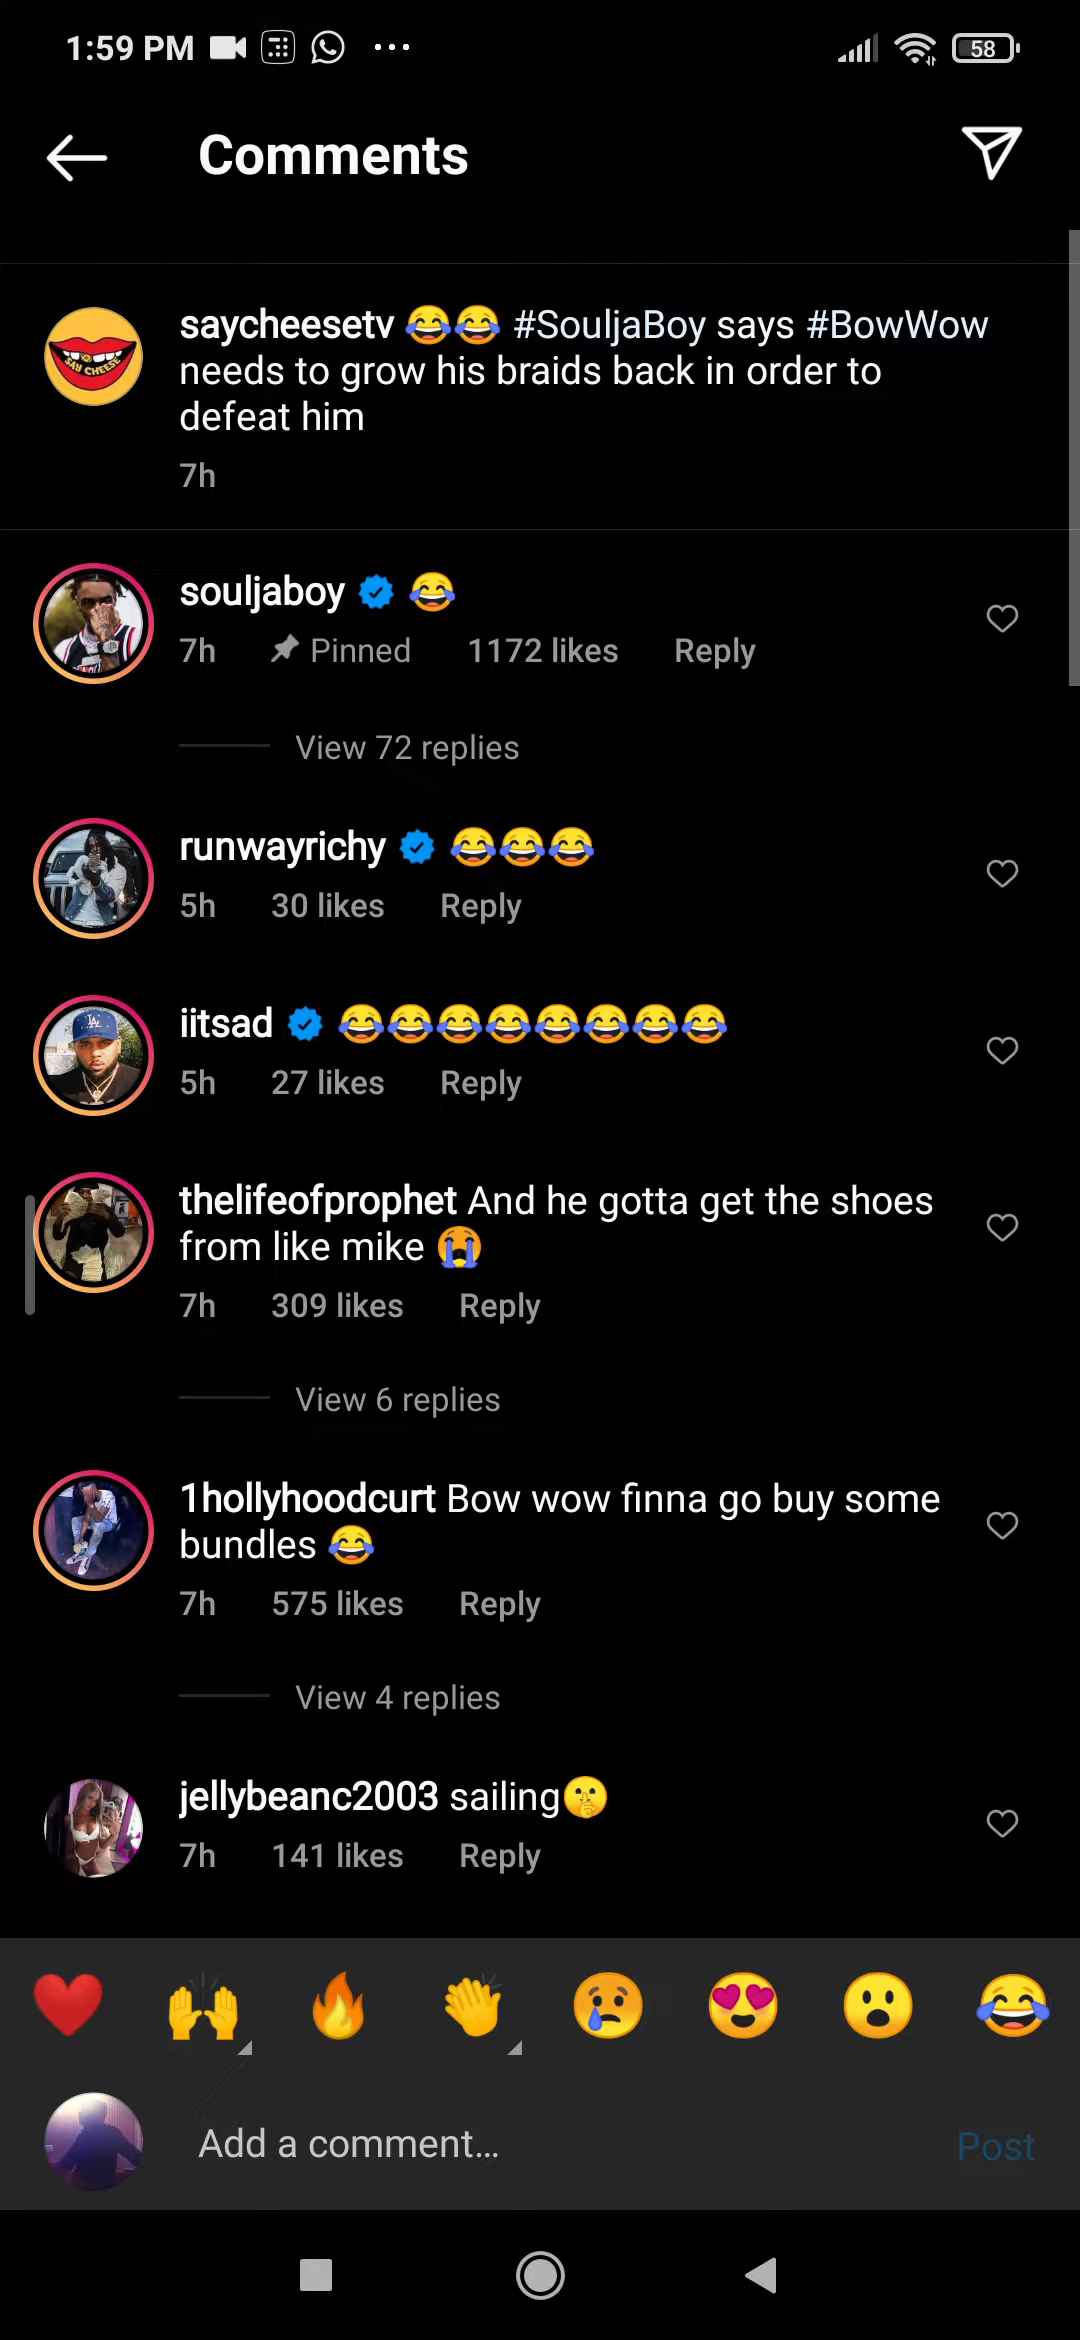 1:59 PM 58
Comments
saycheesetv 😂😂 #SouljaBoy says #BowWow
needs to grow his braids back in order to
defeat him
7h
SAY CHEESE
souljaboy 😂
7h Pinned 1172 likes Reply
View 72 replies
runwayrichy 😂😂😂
5h 30 likes Reply
iitsad 😂😂😂😂😂😂😂😂
5h 27 likes Reply
thelifeofprophet And he gotta get the shoes
from like mike 😭
7h 309 likes Reply
View 6 replies
1hollyhoodcurt Bow wow finna go buy some
bundles 😂
7h 575 likes Reply
View 4 replies
jellybeanc2003 sailing🤫
7h 141 likes Reply
❤️ 🙌 🔥 👏 😢 😍 😮 😂
Add a comment... Post